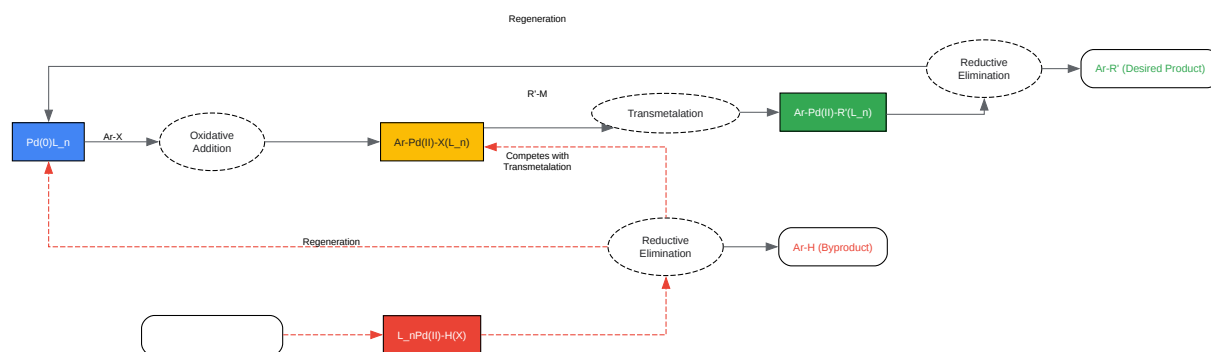 Regeneration
Reductive
Elimination
Ar-R' (Desired Product)
R'-M
Transmetalation
Ar-Pd(II)-R'(L_n)
Pd(0)L_n
Ar-X
Oxidative
Addition
Ar-Pd(II)-X(L_n)
Competes with
Transmetalation
Regeneration
Reductive
Elimination
Ar-H (Byproduct)
L_nPd(II)-H(X)